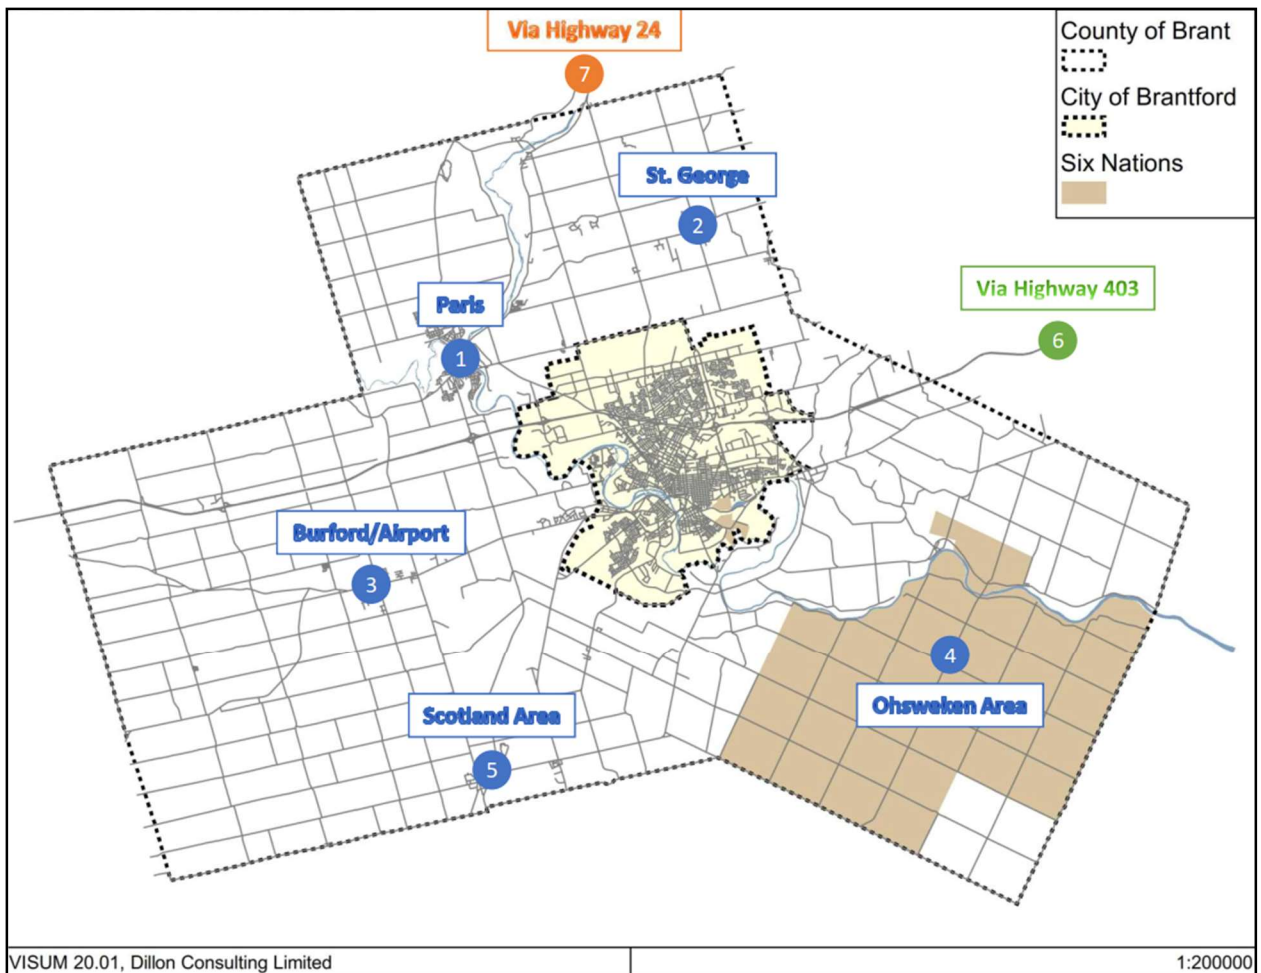 Via Highway 24
7
County of Brant
City of Brantford
Six Nations
St. George
2
Via Highway 403
6
Paris
1
Burford/Airport
3
4
Ohsweken Area
Scotland Area
5
VISUM 20.01, Dillon Consulting Limited
1:200000